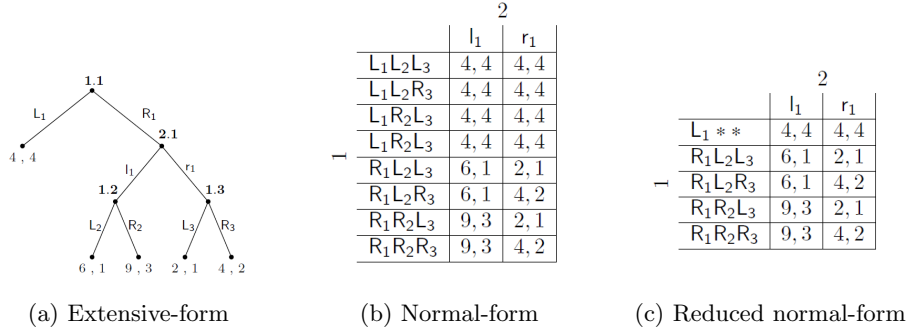 1.1
L₁ R₁
2.1
4 , 4
l₁ r₁
1.2 1.3
L₂ R₂ L₃ R₃
6 , 1 9 , 3 2 , 1 4 , 2
(a) Extensive-form
2
l₁ r₁
1
L₁L₂L₃ 4, 4 4, 4
L₁L₂R₃ 4, 4 4, 4
L₁R₂L₃ 4, 4 4, 4
L₁R₂L₃ 4, 4 4, 4
R₁L₂L₃ 6, 1 2, 1
R₁L₂R₃ 6, 1 4, 2
R₁R₂L₃ 9, 3 2, 1
R₁R₂R₃ 9, 3 4, 2
(b) Normal-form
2
l₁ r₁
1
L₁ ∗ ∗ 4, 4 4, 4
R₁L₂L₃ 6, 1 2, 1
R₁L₂R₃ 6, 1 4, 2
R₁R₂L₃ 9, 3 2, 1
R₁R₂R₃ 9, 3 4, 2
(c) Reduced normal-form